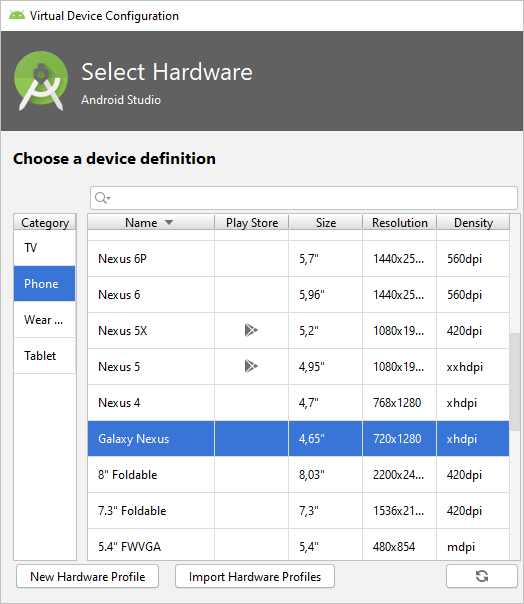 Virtual Device Configuration
Select Hardware
Android Studio
Choose a device definition
Category Name Play Store Size Resolution Density
TV
Phone
Wear ...
Tablet
Nexus 6P 5,7" 1440x25... 560dpi
Nexus 6 5,96" 1440x25... 560dpi
Nexus 5X 5,2" 1080x19... 420dpi
Nexus 5 4,95" 1080x19... xxhdpi
Nexus 4 4,7" 768x1280 xhdpi
Galaxy Nexus 4,65" 720x1280 xhdpi
8" Foldable 8,03" 2200x24... 420dpi
7.3" Foldable 7,3" 1536x21... 420dpi
5.4" FWVGA 5,4" 480x854 mdpi
New Hardware Profile Import Hardware Profiles